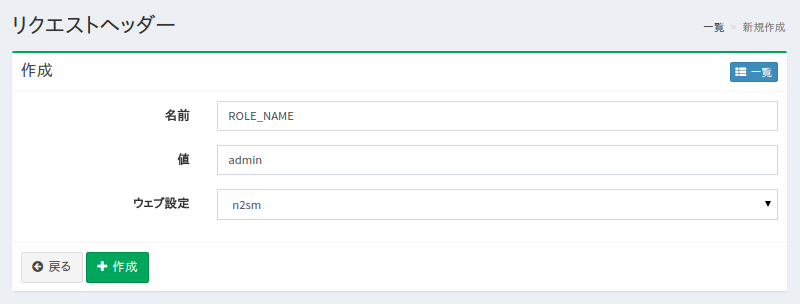 リクエストヘッダー
一覧 > 新規作成
作成
一覧
名前 ROLE_NAME
値 admin
ウェブ設定 n2sm
戻る 作成